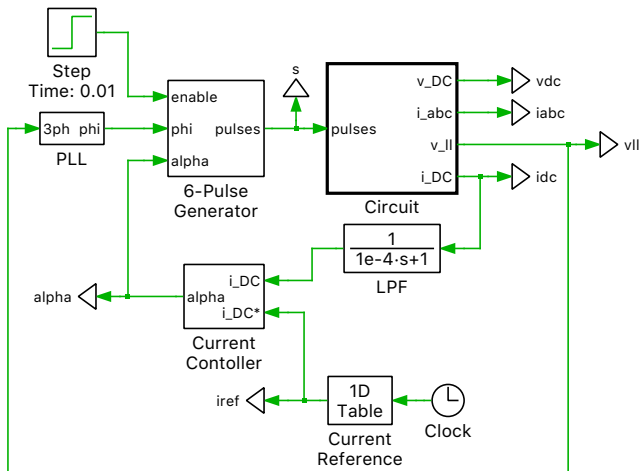 s
Step
Time: 0.01
enable
phi
alpha
pulses
6-Pulse
Generator
3ph phi
PLL
pulses
v_DC
i_abc
v_ll
i_DC
Circuit
vdc
iabc
vll
idc
1
1e-4·s+1
LPF
alpha
alpha
i_DC
i_DC*
Current
Contoller
iref
1D
Table
Current
Reference
Clock